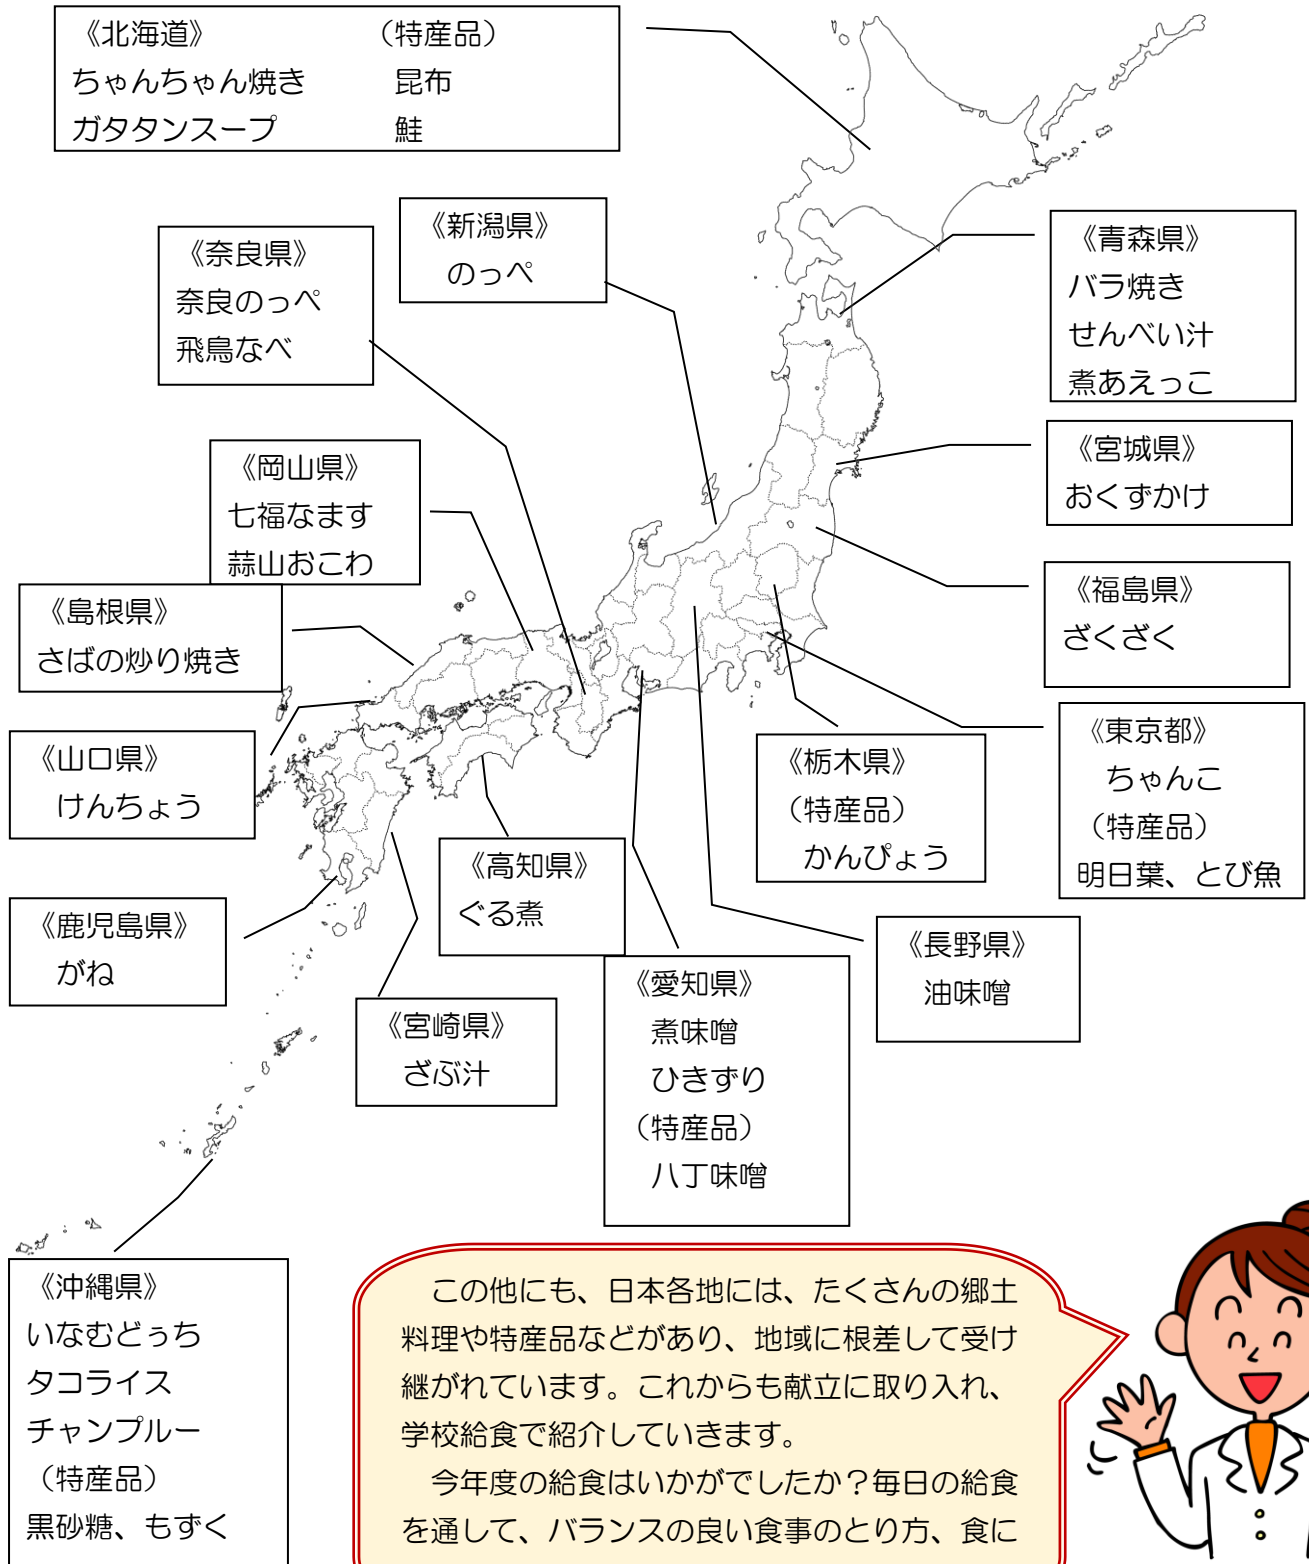 《北海道》　（特産品）
ちゃんちゃん焼き　昆布
ガタタンスープ　鮭
《新潟県》
のっぺ
《奈良県》
奈良のっぺ
飛鳥なべ
《青森県》
バラ焼き
せんべい汁
煮あえっこ
《宮城県》
おくずかけ
《岡山県》
七福なます
蒜山おこわ
《福島県》
ざくざく
《島根県》
さばの炒り焼き
《東京都》
ちゃんこ
（特産品）
明日葉、とび魚
《山口県》
けんちょう
《栃木県》
（特産品）
かんぴょう
《高知県》
ぐる煮
《鹿児島県》
がね
《長野県》
油味噌
《愛知県》
煮味噌
ひきずり
（特産品）
八丁味噌
《宮崎県》
ざぶ汁
《沖縄県》
いなむどぅち
タコライス
チャンプルー
（特産品）
黒砂糖、もずく
この他にも、日本各地には、たくさんの郷土
料理や特産品などがあり、地域に根差して受け
継がれています。これからも献立に取り入れ、
学校給食で紹介していきます。
今年度の給食はいかがでしたか？毎日の給食
を通して、バランスの良い食事のとり方、食に